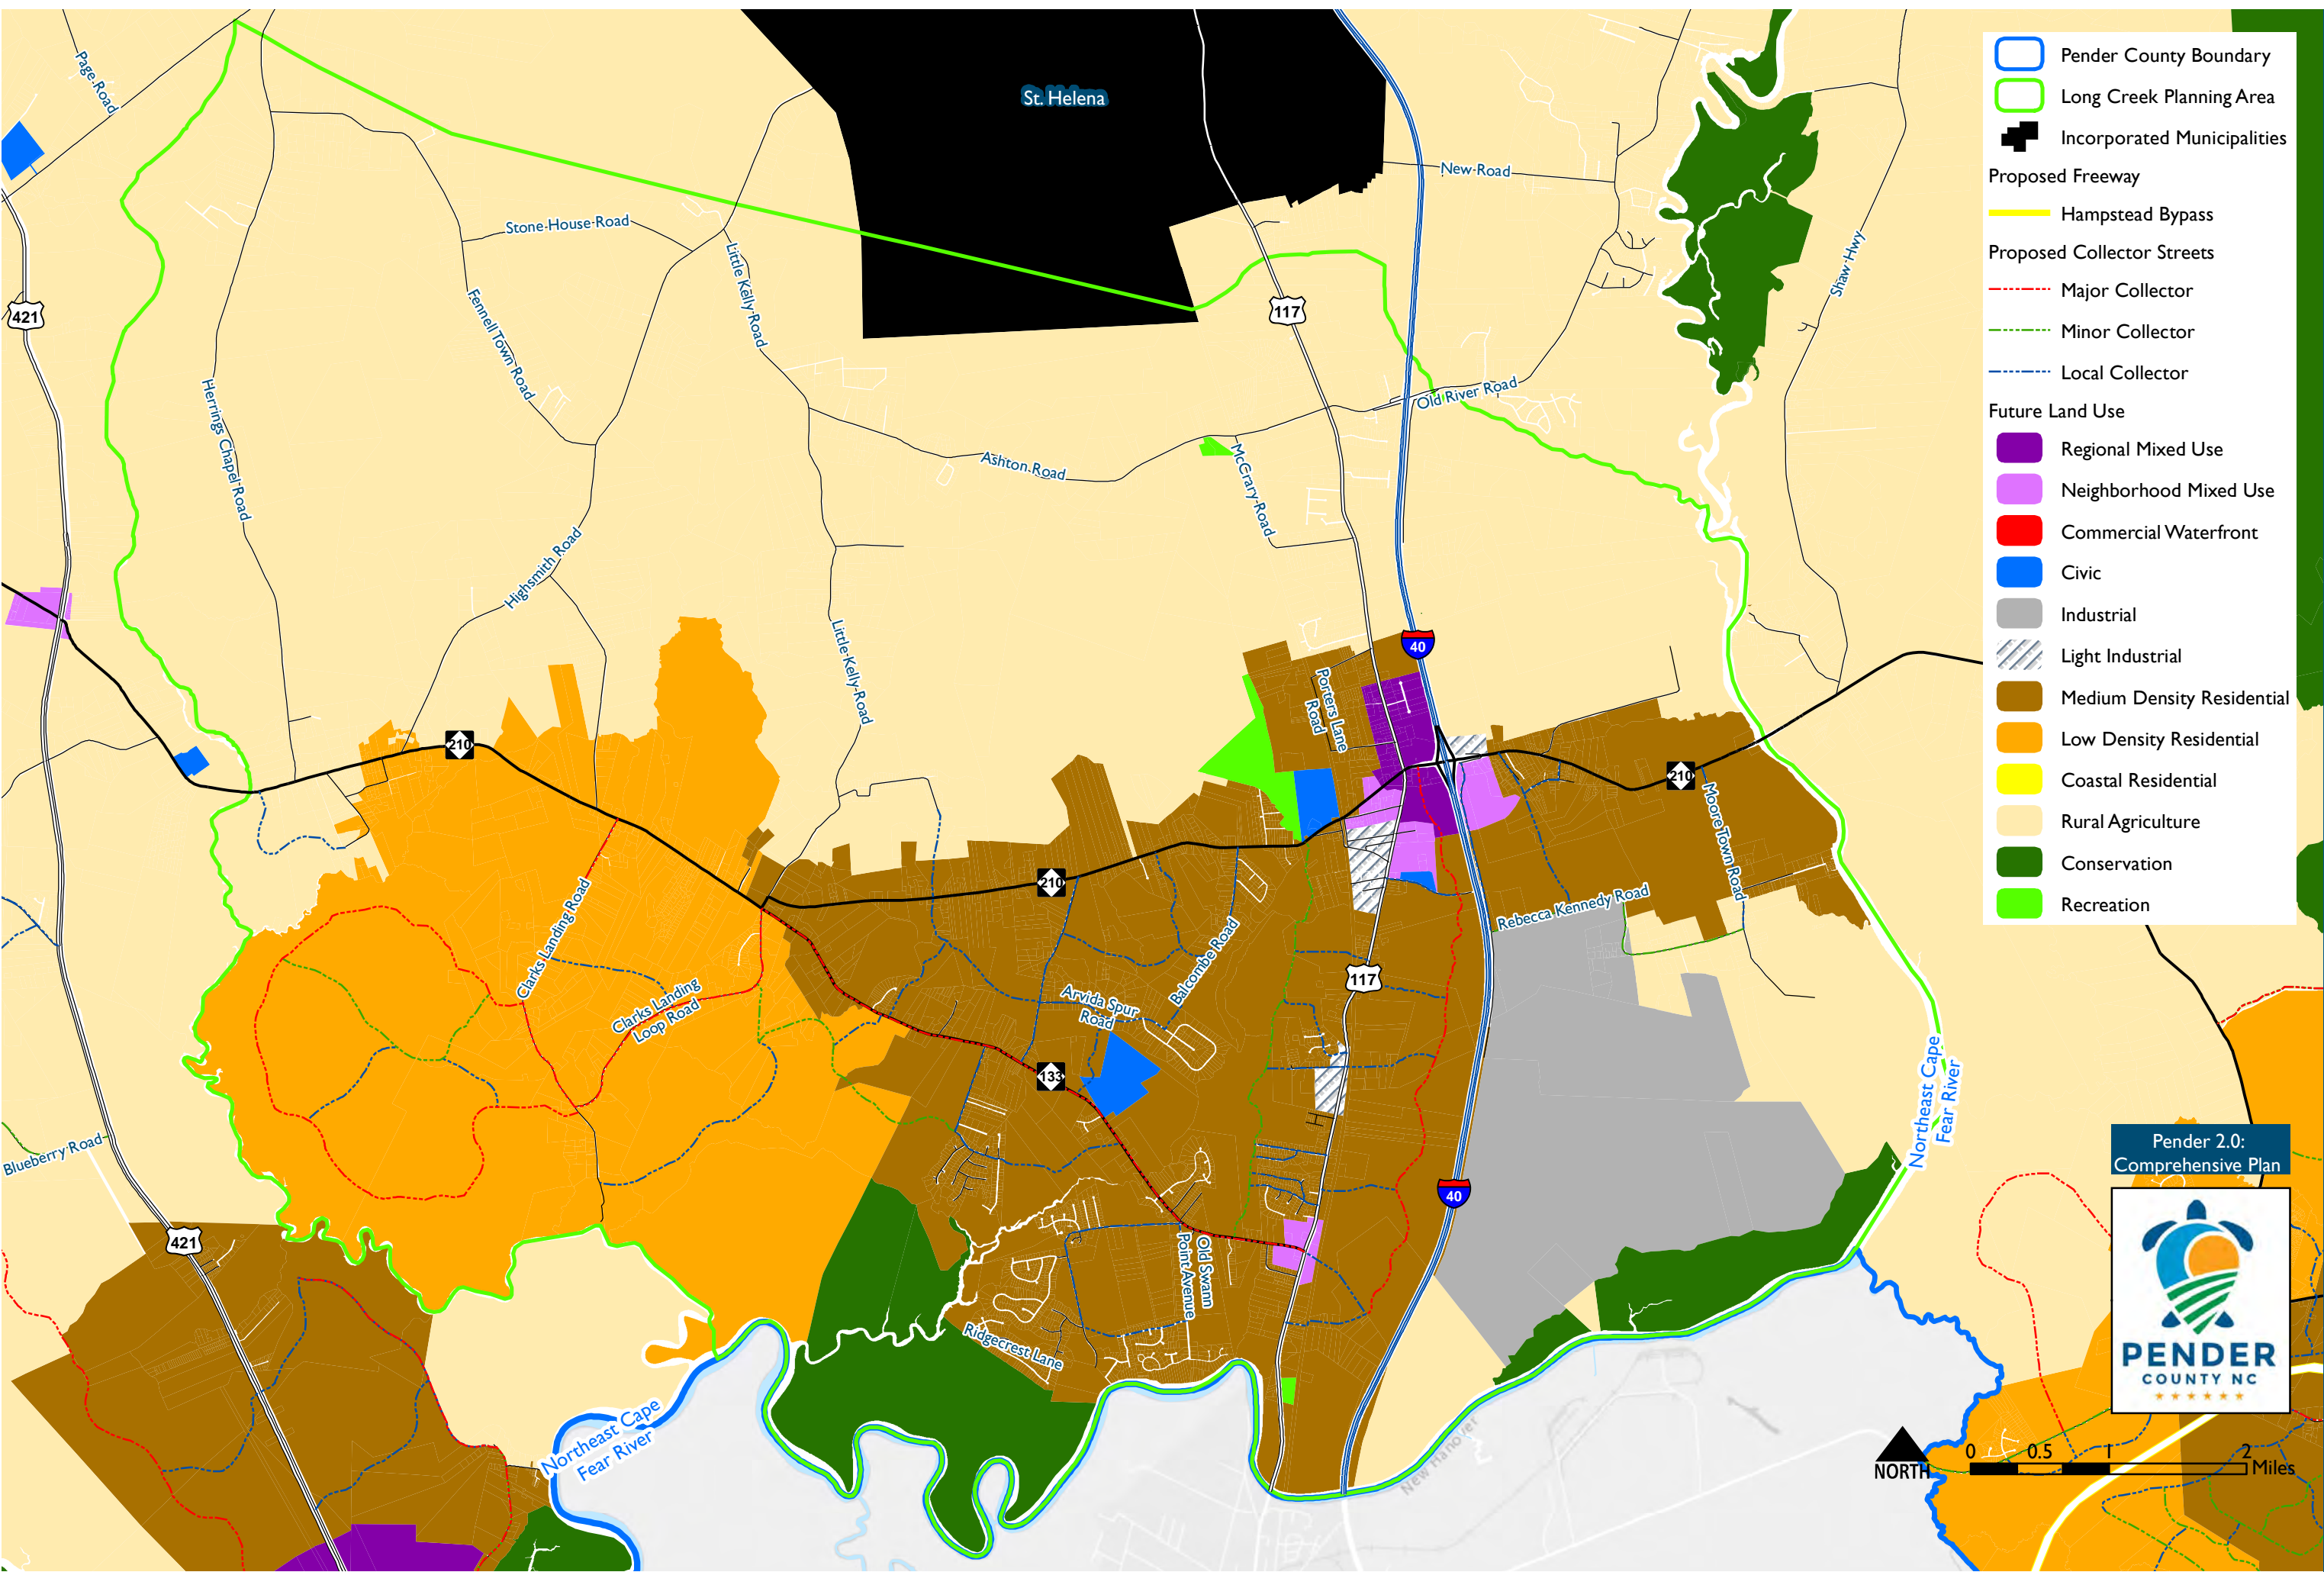 St. Helena
Page Road
New Road
Stone House Road
Little Kelly Road
Shaw Hwy
421
117
Fennell Town Road
Herrings Chapel Road
Old River Road
Ashton Road
McCrary Road
Highsmith Road
Little Kelly Road
40
Porters Lane
Road
210
210
Moore Town Road
210
Clarks Landing Road
Rebecca Kennedy Road
Balcombe Road
117
Arvida Spur
Road
Clarks Landing
Loop Road
133
Northeast Cape
Fear River
Blueberry Road
40
421
Old Swann
Point Avenue
Ridgecrest Lane
Northeast Cape
Fear River
New Hanover
Pender County Boundary
Long Creek Planning Area
Incorporated Municipalities
Proposed Freeway
Hampstead Bypass
Proposed Collector Streets
Major Collector
Minor Collector
Local Collector
Future Land Use
Regional Mixed Use
Neighborhood Mixed Use
Commercial Waterfront
Civic
Industrial
Light Industrial
Medium Density Residential
Low Density Residential
Coastal Residential
Rural Agriculture
Conservation
Recreation
Pender 2.0:
Comprehensive Plan
PENDER
COUNTY NC
NORTH
0 0.5 1 2
Miles